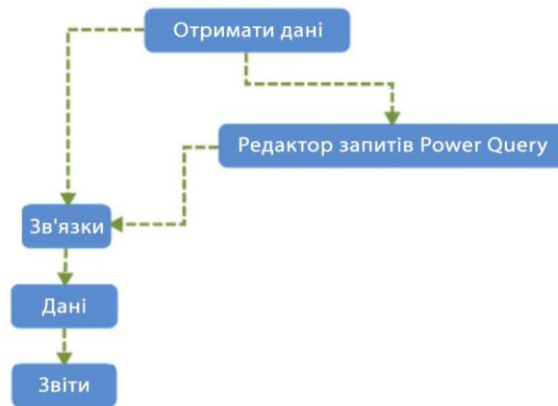 Отримати дані
Редактор запитів Power Query
Зв'язки
Дані
Звіти